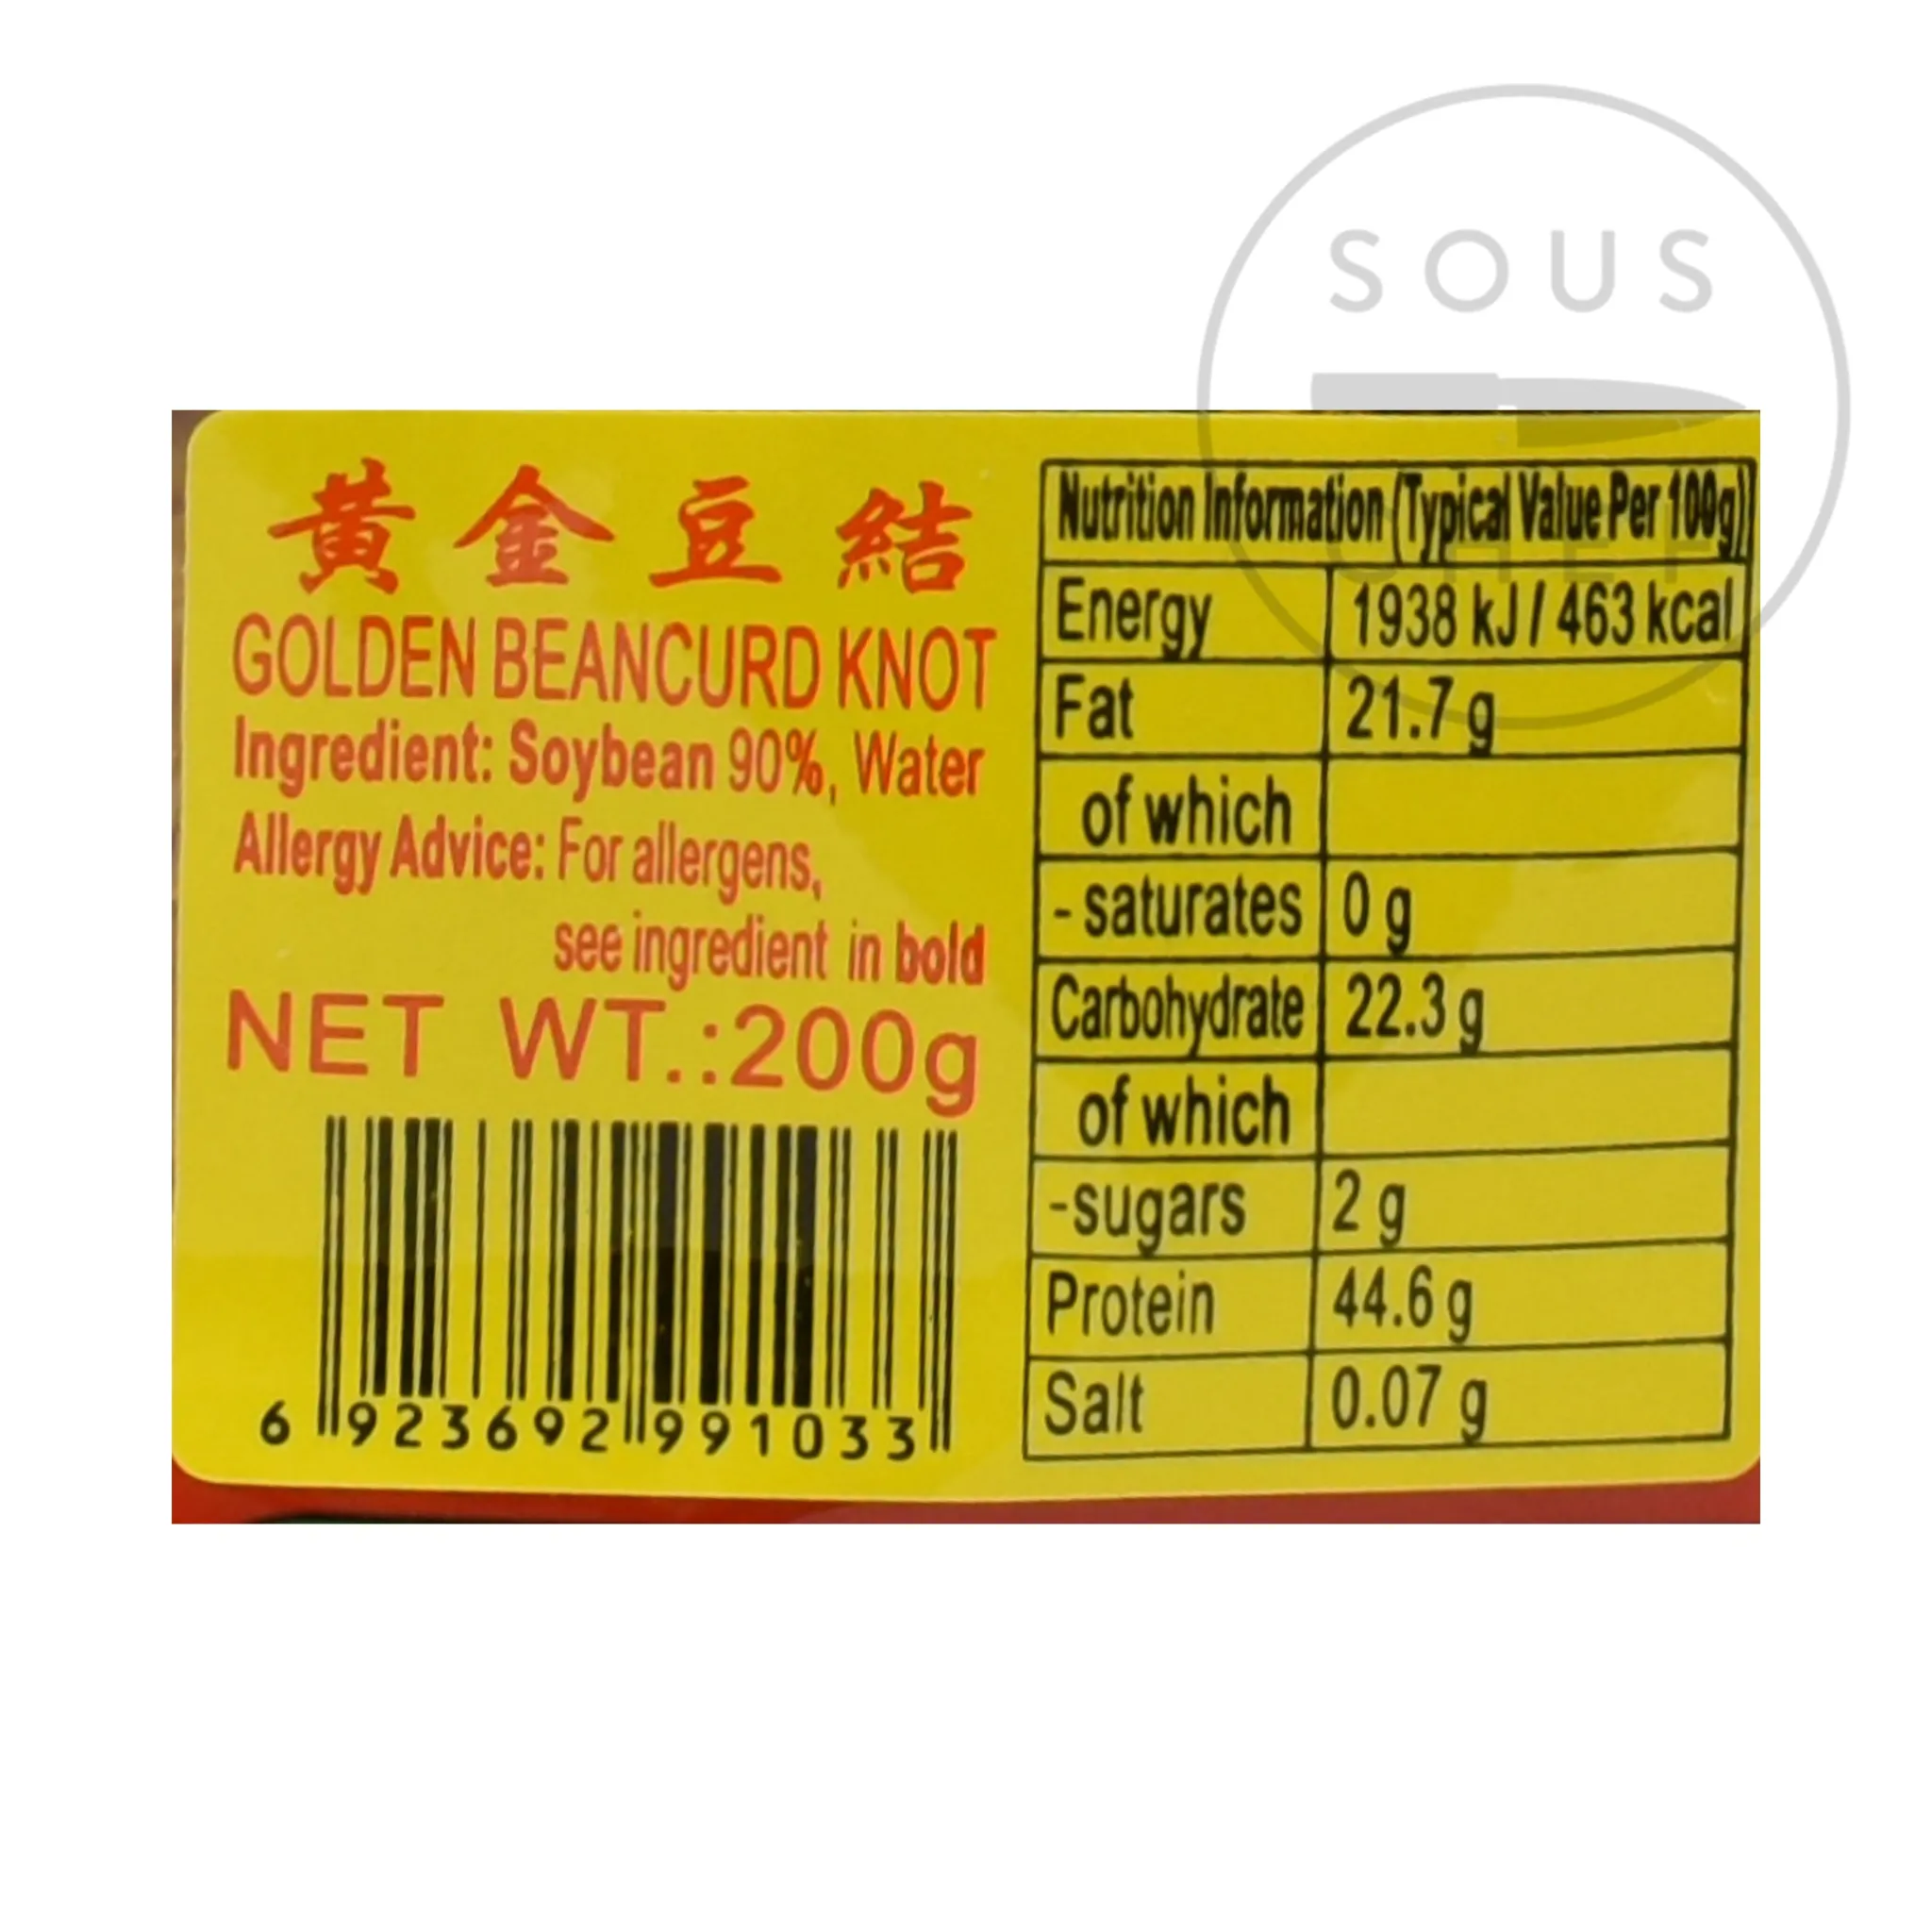 SOUS
CHEF
黃金豆結
GOLDEN BEANCURD KNOT
Ingredient: Soybean 90%, Water
Allergy Advice: For allergens,
see ingredient in bold
NET WT.:200g
6 923692 991033
Nutrition Information (Typical Value Per 100g)
Energy 1938 kJ / 463 kcal
Fat 21.7 g
of which
- saturates 0 g
Carbohydrate 22.3 g
of which
-sugars 2 g
Protein 44.6 g
Salt 0.07 g